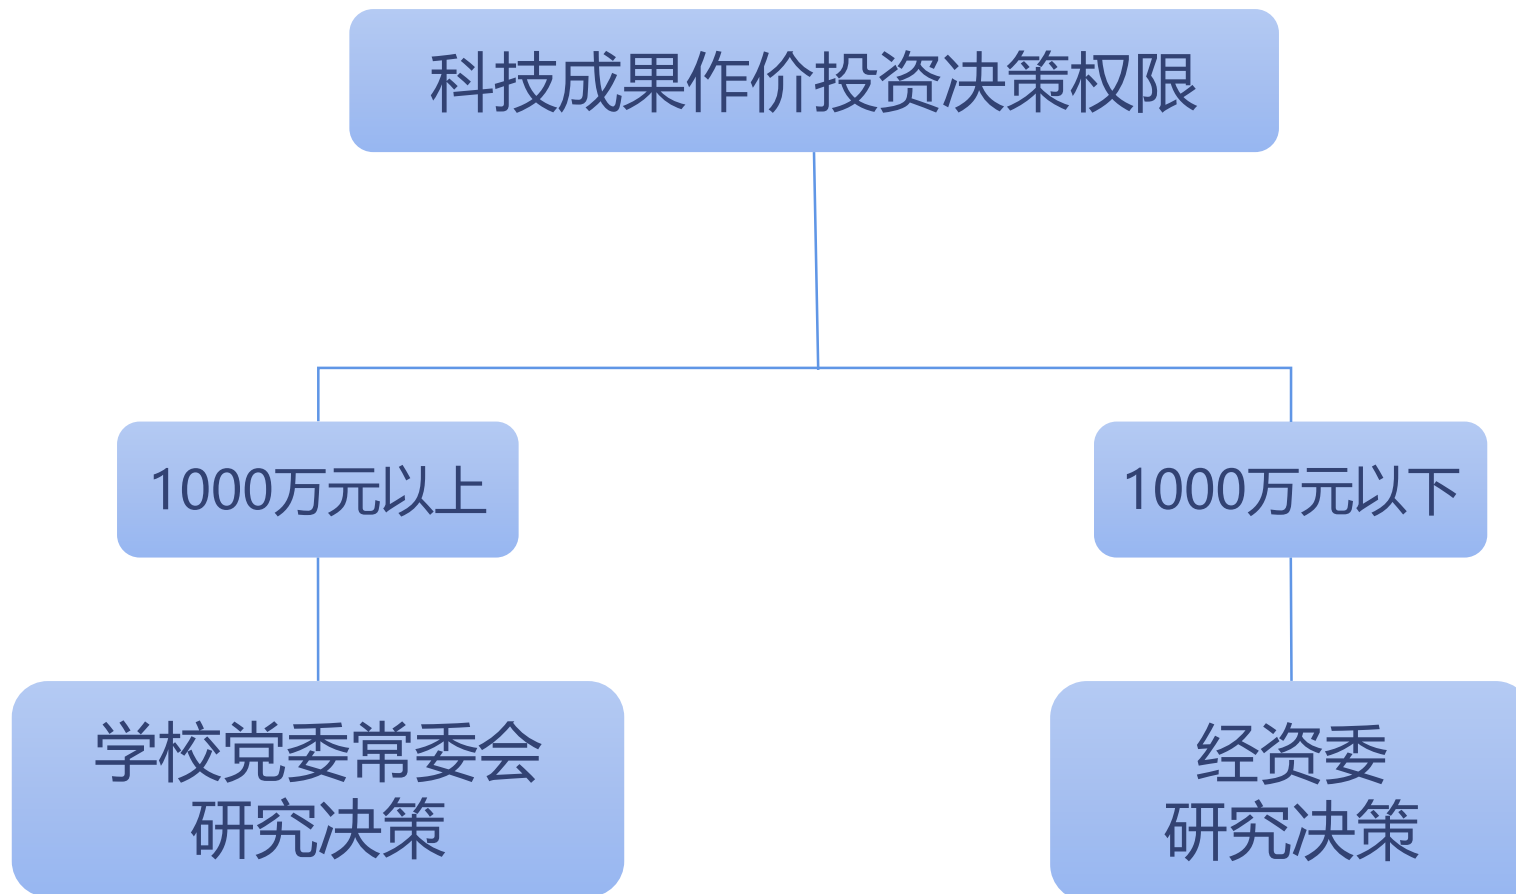 科技成果作价投资决策权限
1000万元以上
1000万元以下
学校党委常委会
研究决策
经资委
研究决策